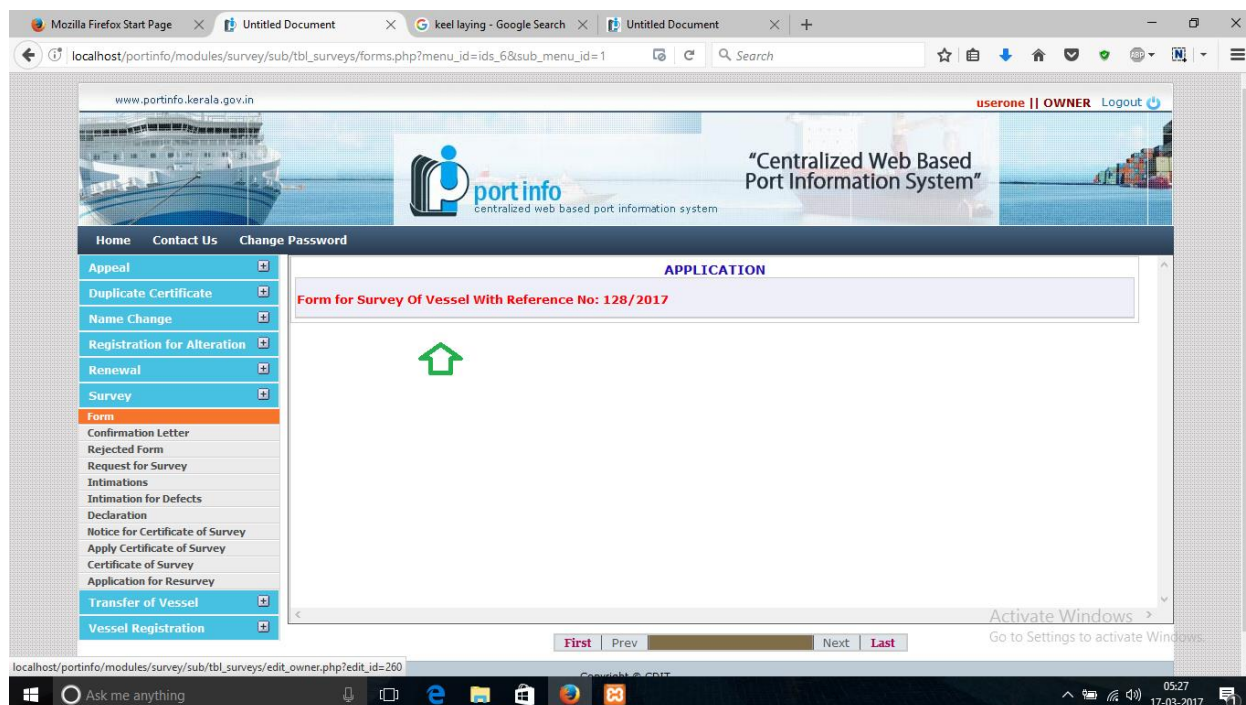 Mozilla Firefox Start Page
Untitled Document
keel laying - Google Search
Untitled Document
localhost/portinfo/modules/survey/sub/tbl_surveys/forms.php?menu_id=ids_6&sub_menu_id=1
Search
www.portinfo.kerala.gov.in
userone || OWNER Logout
port info
centralized web based port information system
"Centralized Web Based
Port Information System"
Home Contact Us Change Password
Appeal
Duplicate Certificate
Name Change
Registration for Alteration
Renewal
Survey
Form
Confirmation Letter
Rejected Form
Request for Survey
Intimations
Intimation for Defects
Declaration
Notice for Certificate of Survey
Apply Certificate of Survey
Certificate of Survey
Application for Resurvey
Transfer of Vessel
Vessel Registration
APPLICATION
Form for Survey Of Vessel With Reference No: 128/2017
First Prev Next Last
Activate Windows
Go to Settings to activate Windows.
localhost/portinfo/modules/survey/sub/tbl_surveys/edit_owner.php?edit_id=260
Copyright © CDIT
Ask me anything
05:27
17-03-2017